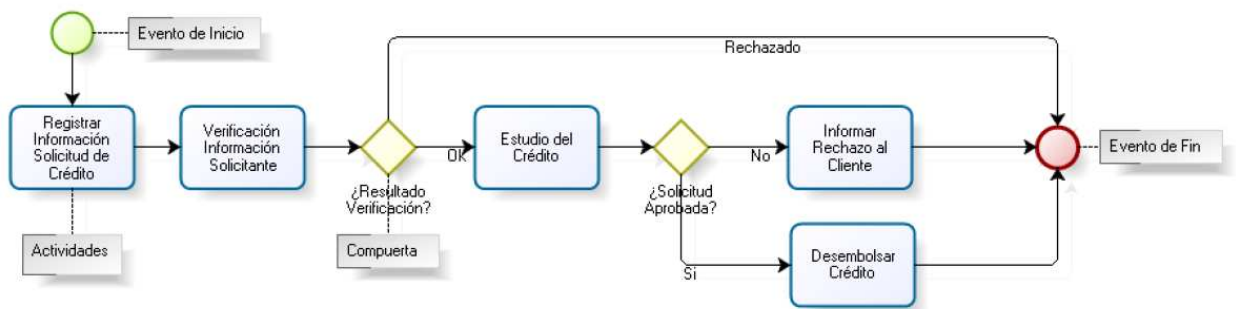 Evento de Inicio
Rechazado
Registrar
Información
Solicitud de
Crédito
Verificación
Información
Solicitante
OK
¿Resultado
Verificación?
Estudio del
Crédito
No
¿Solicitud
Aprobada?
Informar
Rechazo al
Cliente
Evento de Fin
Actividades
Compuerta
Si
Desembolsar
Crédito